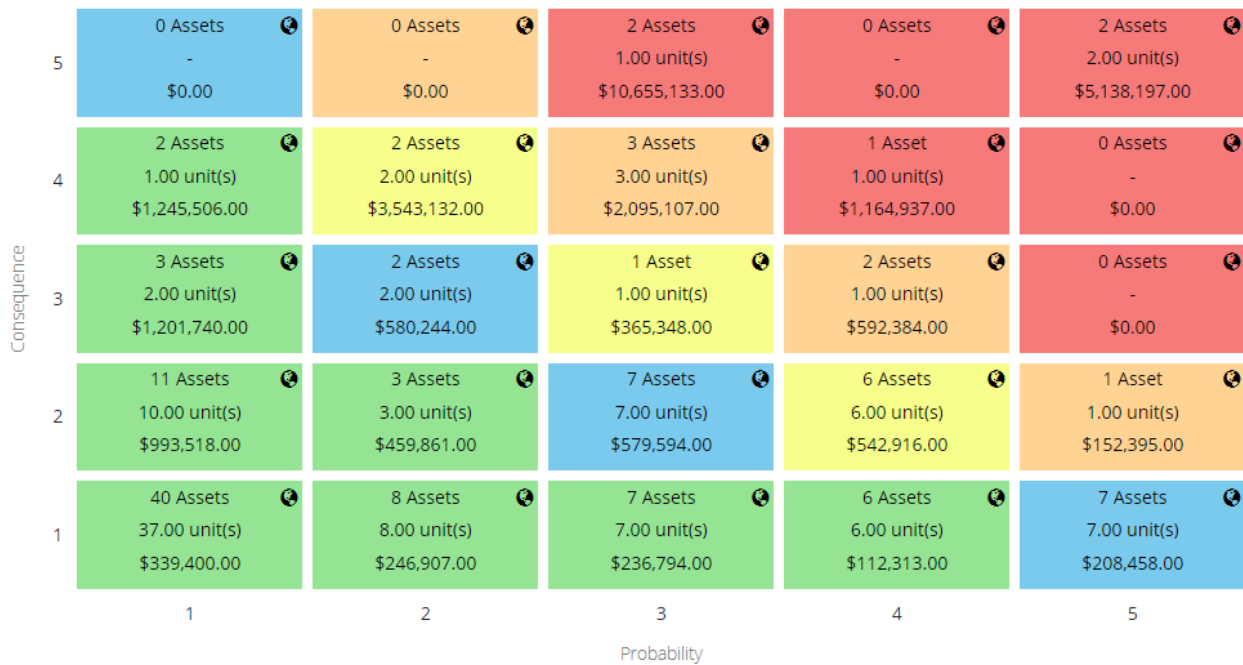 0 Assets
-
$0.00
0 Assets
-
$0.00
2 Assets
1.00 unit(s)
$10,655,133.00
0 Assets
-
$0.00
2 Assets
2.00 unit(s)
$5,138,197.00
5
2 Assets
1.00 unit(s)
$1,245,506.00
2 Assets
2.00 unit(s)
$3,543,132.00
3 Assets
3.00 unit(s)
$2,095,107.00
1 Asset
1.00 unit(s)
$1,164,937.00
0 Assets
-
$0.00
4
3 Assets
2.00 unit(s)
$1,201,740.00
2 Assets
2.00 unit(s)
$580,244.00
1 Asset
1.00 unit(s)
$365,348.00
2 Assets
1.00 unit(s)
$592,384.00
0 Assets
-
$0.00
3
Consequence
11 Assets
10.00 unit(s)
$993,518.00
3 Assets
3.00 unit(s)
$459,861.00
7 Assets
7.00 unit(s)
$579,594.00
6 Assets
6.00 unit(s)
$542,916.00
1 Asset
1.00 unit(s)
$152,395.00
2
40 Assets
37.00 unit(s)
$339,400.00
8 Assets
8.00 unit(s)
$246,907.00
7 Assets
7.00 unit(s)
$236,794.00
6 Assets
6.00 unit(s)
$112,313.00
7 Assets
7.00 unit(s)
$208,458.00
1
1 2 3 4 5
Probability